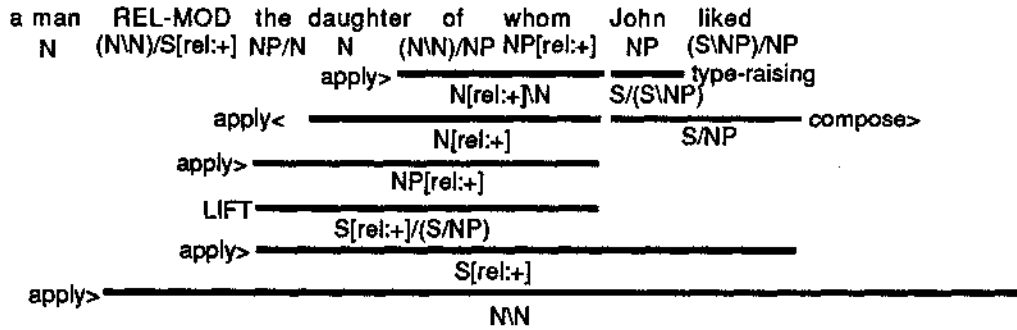 a man REL-MOD the daughter of whom John liked
N (N\N)/S[rel:+] NP/N N (N\N)/NP NP[rel:+] NP (S\NP)/NP
apply> type-raising
N[rel:+]\N S/(S\NP)
apply< compose>
N[rel:+] S/NP
apply>
NP[rel:+]
LIFT
S[rel:+]/(S/NP)
apply>
S[rel:+]
apply>
N\N